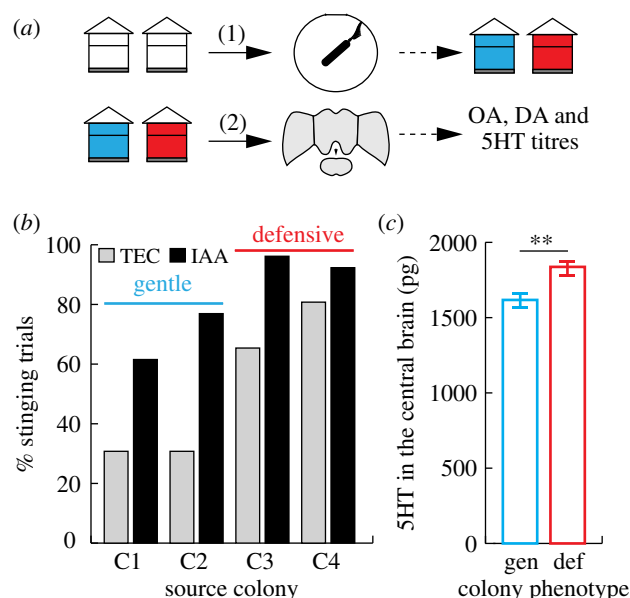 (a)
(1)
(2)
OA, DA and
5HT titres
(b)
TEC IAA
defensive
gentle
% stinging trials
100
80
60
40
20
0
C1 C2 C3 C4
source colony
(c)
**
5HT in the central brain (pg)
2000
1500
1000
500
0
gen def
colony phenotype